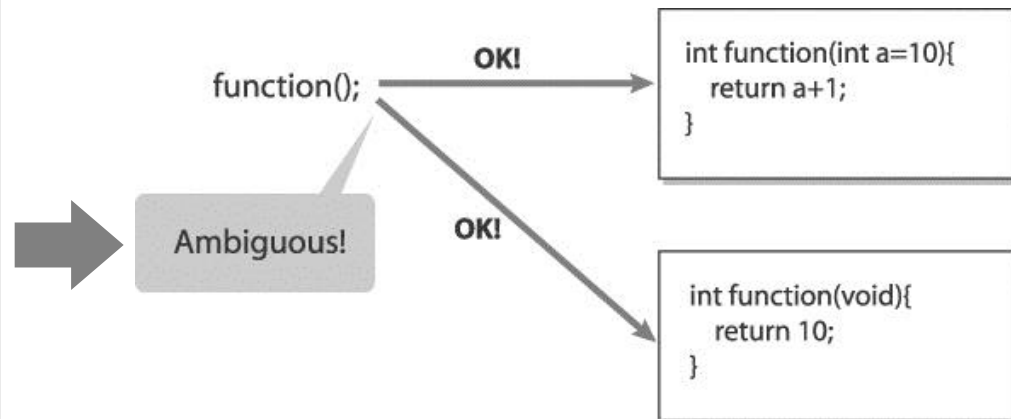 OK!
function();
int function(int a=10){
return a+1;
}
Ambiguous!
OK!
int function(void){
return 10;
}